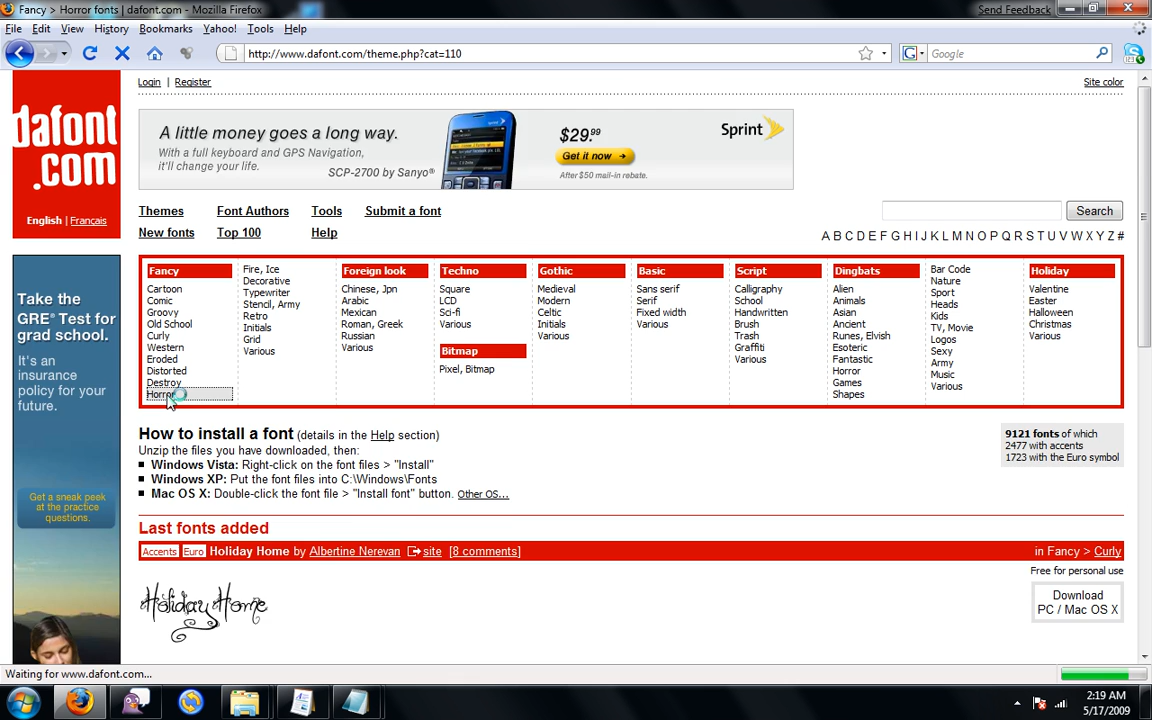 Fancy > Horror fonts | dafont.com - Mozilla Firefox
Send Feedback
File Edit View History Bookmarks Yahoo! Tools Help
http://www.dafont.com/theme.php?cat=110
Google
Login | Register
Site color
dafont
.com
English | Français
A little money goes a long way.
With a full keyboard and GPS Navigation,
it'll change your life.
SCP-2700 by Sanyo®
$29.99
Get it now
After $50 mail-in rebate.
Sprint
Themes Font Authors Tools Submit a font
New fonts Top 100 Help
Search
A B C D E F G H I J K L M N O P Q R S T U V W X Y Z #
Fancy
Cartoon
Comic
Groovy
Old School
Curly
Western
Eroded
Distorted
Destroy
Horror
Fire, Ice
Decorative
Typewriter
Stencil, Army
Retro
Initials
Grid
Various
Foreign look
Chinese, Jpn
Arabic
Mexican
Roman, Greek
Russian
Various
Techno
Square
LCD
Sci-fi
Various
Bitmap
Pixel, Bitmap
Gothic
Medieval
Modern
Celtic
Initials
Various
Basic
Sans serif
Serif
Fixed width
Various
Script
Calligraphy
School
Handwritten
Brush
Trash
Graffiti
Various
Dingbats
Alien
Animals
Asian
Ancient
Runes, Elvish
Esoteric
Fantastic
Horror
Games
Shapes
Bar Code
Nature
Sport
Heads
Kids
TV, Movie
Logos
Sexy
Army
Music
Various
Holiday
Valentine
Easter
Halloween
Christmas
Various
Take the
GRE® Test for
grad school.
It's an
insurance
policy for your
future.
Get a sneak peek
at the practice
questions.
How to install a font (details in the Help section)
Unzip the files you have downloaded, then:
Windows Vista: Right-click on the font files > "Install"
Windows XP: Put the font files into C:\Windows\Fonts
Mac OS X: Double-click the font file > "Install font" button. Other OS...
9121 fonts of which
2477 with accents
1723 with the Euro symbol
Last fonts added
Accents Euro Holiday Home by Albertine Nerevan site [8 comments]
in Fancy > Curly
Free for personal use
Holiday Home
Download
PC / Mac OS X
Waiting for www.dafont.com...
2:19 AM
5/17/2009